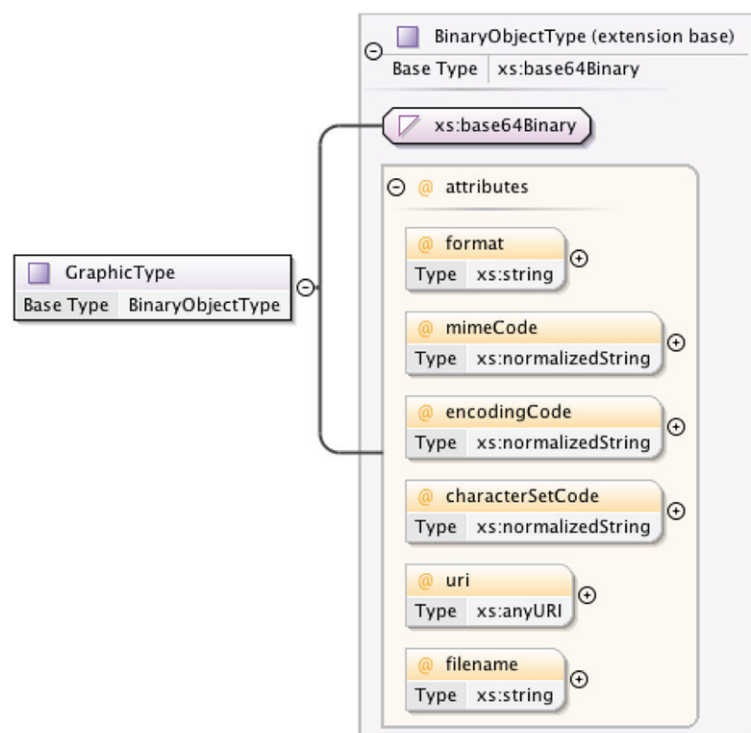 BinaryObjectType (extension base)
Base Type xs:base64Binary
xs:base64Binary
@ attributes
@ format
Type xs:string
GraphicType
Base Type BinaryObjectType
@ mimeCode
Type xs:normalizedString
@ encodingCode
Type xs:normalizedString
@ characterSetCode
Type xs:normalizedString
@ uri
Type xs:anyURI
@ filename
Type xs:string